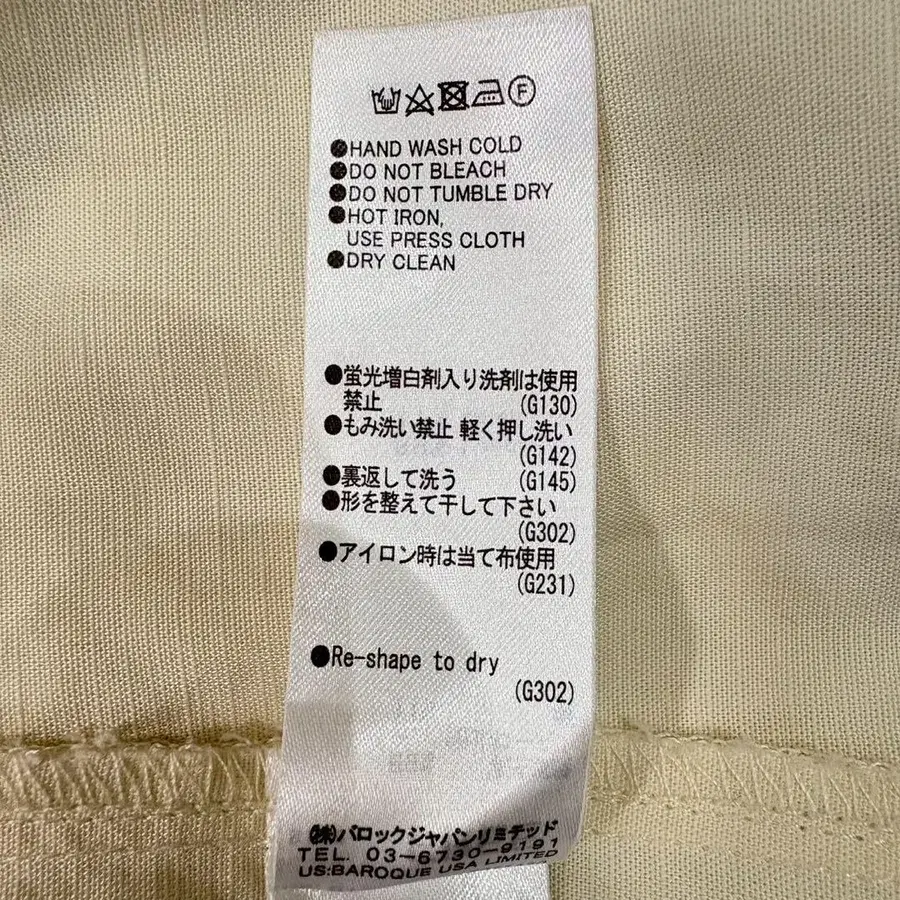 F
●HAND WASH COLD
●DO NOT BLEACH
●DO NOT TUMBLE DRY
●HOT IRON,
USE PRESS CLOTH
●DRY CLEAN
●蛍光増白剤入り洗剤は使用
禁止 (G130)
●もみ洗い禁止 軽く押し洗い
(G142)
●裏返して洗う (G145)
●形を整えて干して下さい
(G302)
●アイロン時は当て布使用
(G231)
●Re-shape to dry
(G302)
㈱バロックジャパンリミテッド
TEL. 03-6730-9191
US:BAROQUE USA LIMITED